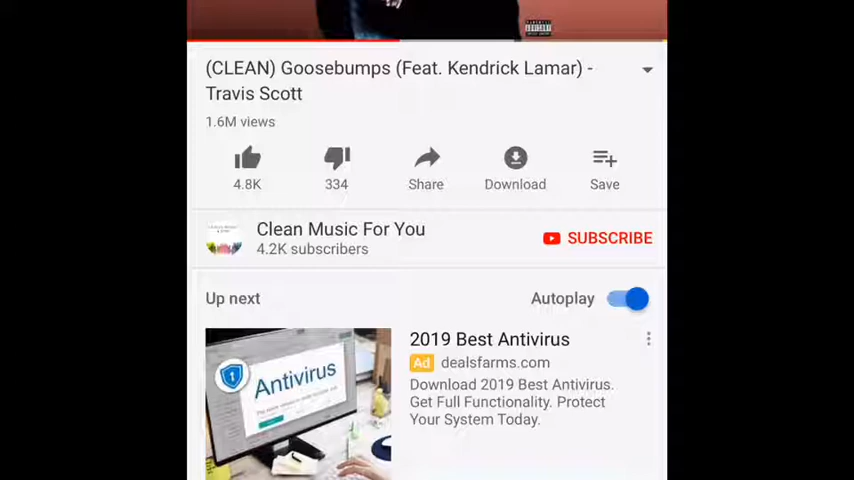 (CLEAN) Goosebumps (Feat. Kendrick Lamar) -
Travis Scott
1.6M views
4.8K
334
Share
Download
Save
Clean Music For You
4.2K subscribers
SUBSCRIBE
Up next
Autoplay
2019 Best Antivirus
Ad dealsfarms.com
Download 2019 Best Antivirus.
Get Full Functionality. Protect
Your System Today.
Antivirus